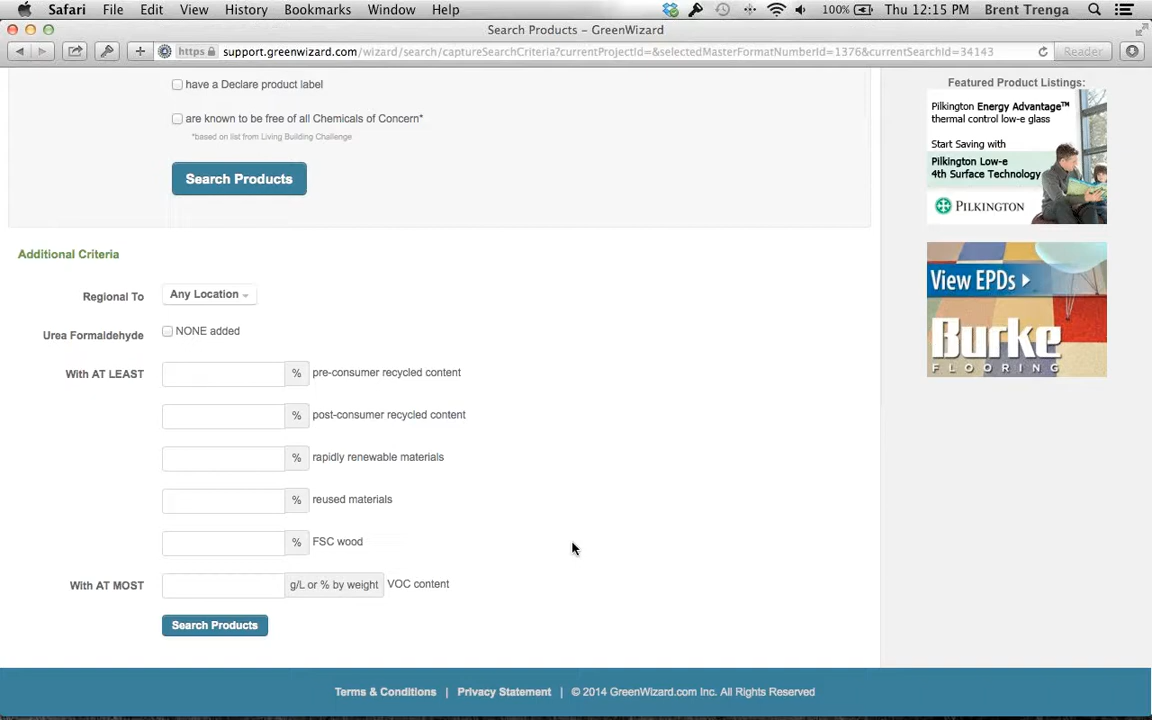 Safari File Edit View History Bookmarks Window Help 100% Thu 12:15 PM Brent Trenga
Search Products – GreenWizard
https support.greenwizard.com/wizard/search/captureSearchCriteria?currentProjectId=&selectedMasterFormatNumberId=1376&currentSearchId=34143 Reader
have a Declare product label
are known to be free of all Chemicals of Concern*
*based on list from Living Building Challenge
Search Products
Additional Criteria
Regional To Any Location
Urea Formaldehyde NONE added
With AT LEAST % pre-consumer recycled content
% post-consumer recycled content
% rapidly renewable materials
% reused materials
% FSC wood
With AT MOST g/L or % by weight VOC content
Search Products
Featured Product Listings:
Pilkington Energy Advantage™
thermal control low-e glass
Start Saving with
Pilkington Low-e
4th Surface Technology
PILKINGTON
View EPDs
Burke
FLOORING
Terms & Conditions | Privacy Statement | © 2014 GreenWizard.com Inc. All Rights Reserved